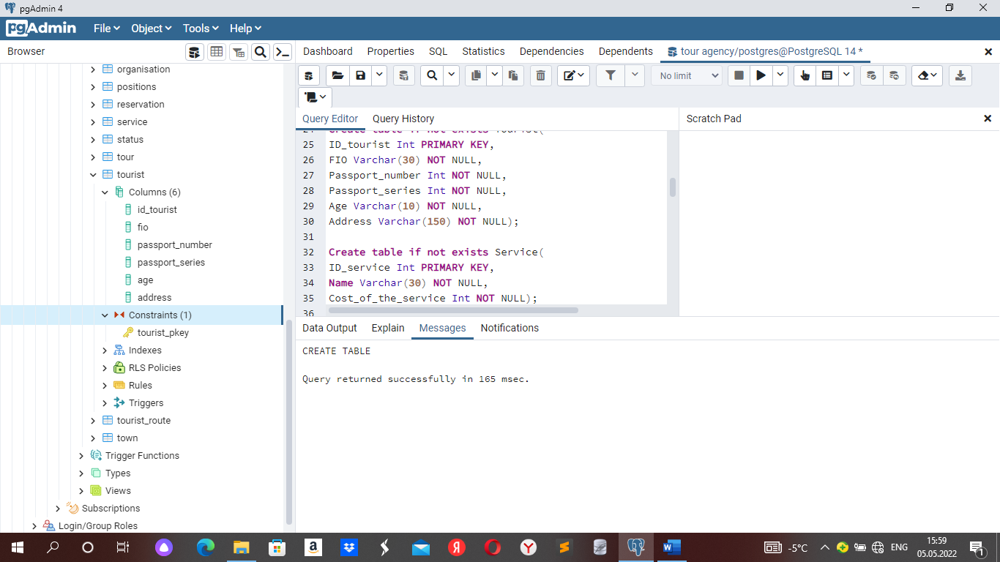 pgAdmin 4
pgAdmin File Object Tools Help
Browser
Dashboard Properties SQL Statistics Dependencies Dependents tour agency/postgres@PostgreSQL 14 *
No limit
organisation
positions
reservation
service
status
tour
tourist
Columns (6)
id_tourist
fio
passport_number
passport_series
age
address
Constraints (1)
tourist_pkey
Indexes
RLS Policies
Rules
Triggers
tourist_route
town
Trigger Functions
Types
Views
Subscriptions
Login/Group Roles
Query Editor Query History
Scratch Pad
24 Create table if not exists Tourist(
25 ID_tourist Int PRIMARY KEY,
26 FIO Varchar(30) NOT NULL,
27 Passport_number Int NOT NULL,
28 Passport_series Int NOT NULL,
29 Age Varchar(10) NOT NULL,
30 Address Varchar(150) NOT NULL);
31
32 Create table if not exists Service(
33 ID_service Int PRIMARY KEY,
34 Name Varchar(30) NOT NULL,
35 Cost_of_the_service Int NOT NULL);
36
Data Output Explain Messages Notifications
CREATE TABLE
Query returned successfully in 165 msec.
-5°C
ENG
15:59
05.05.2022
1